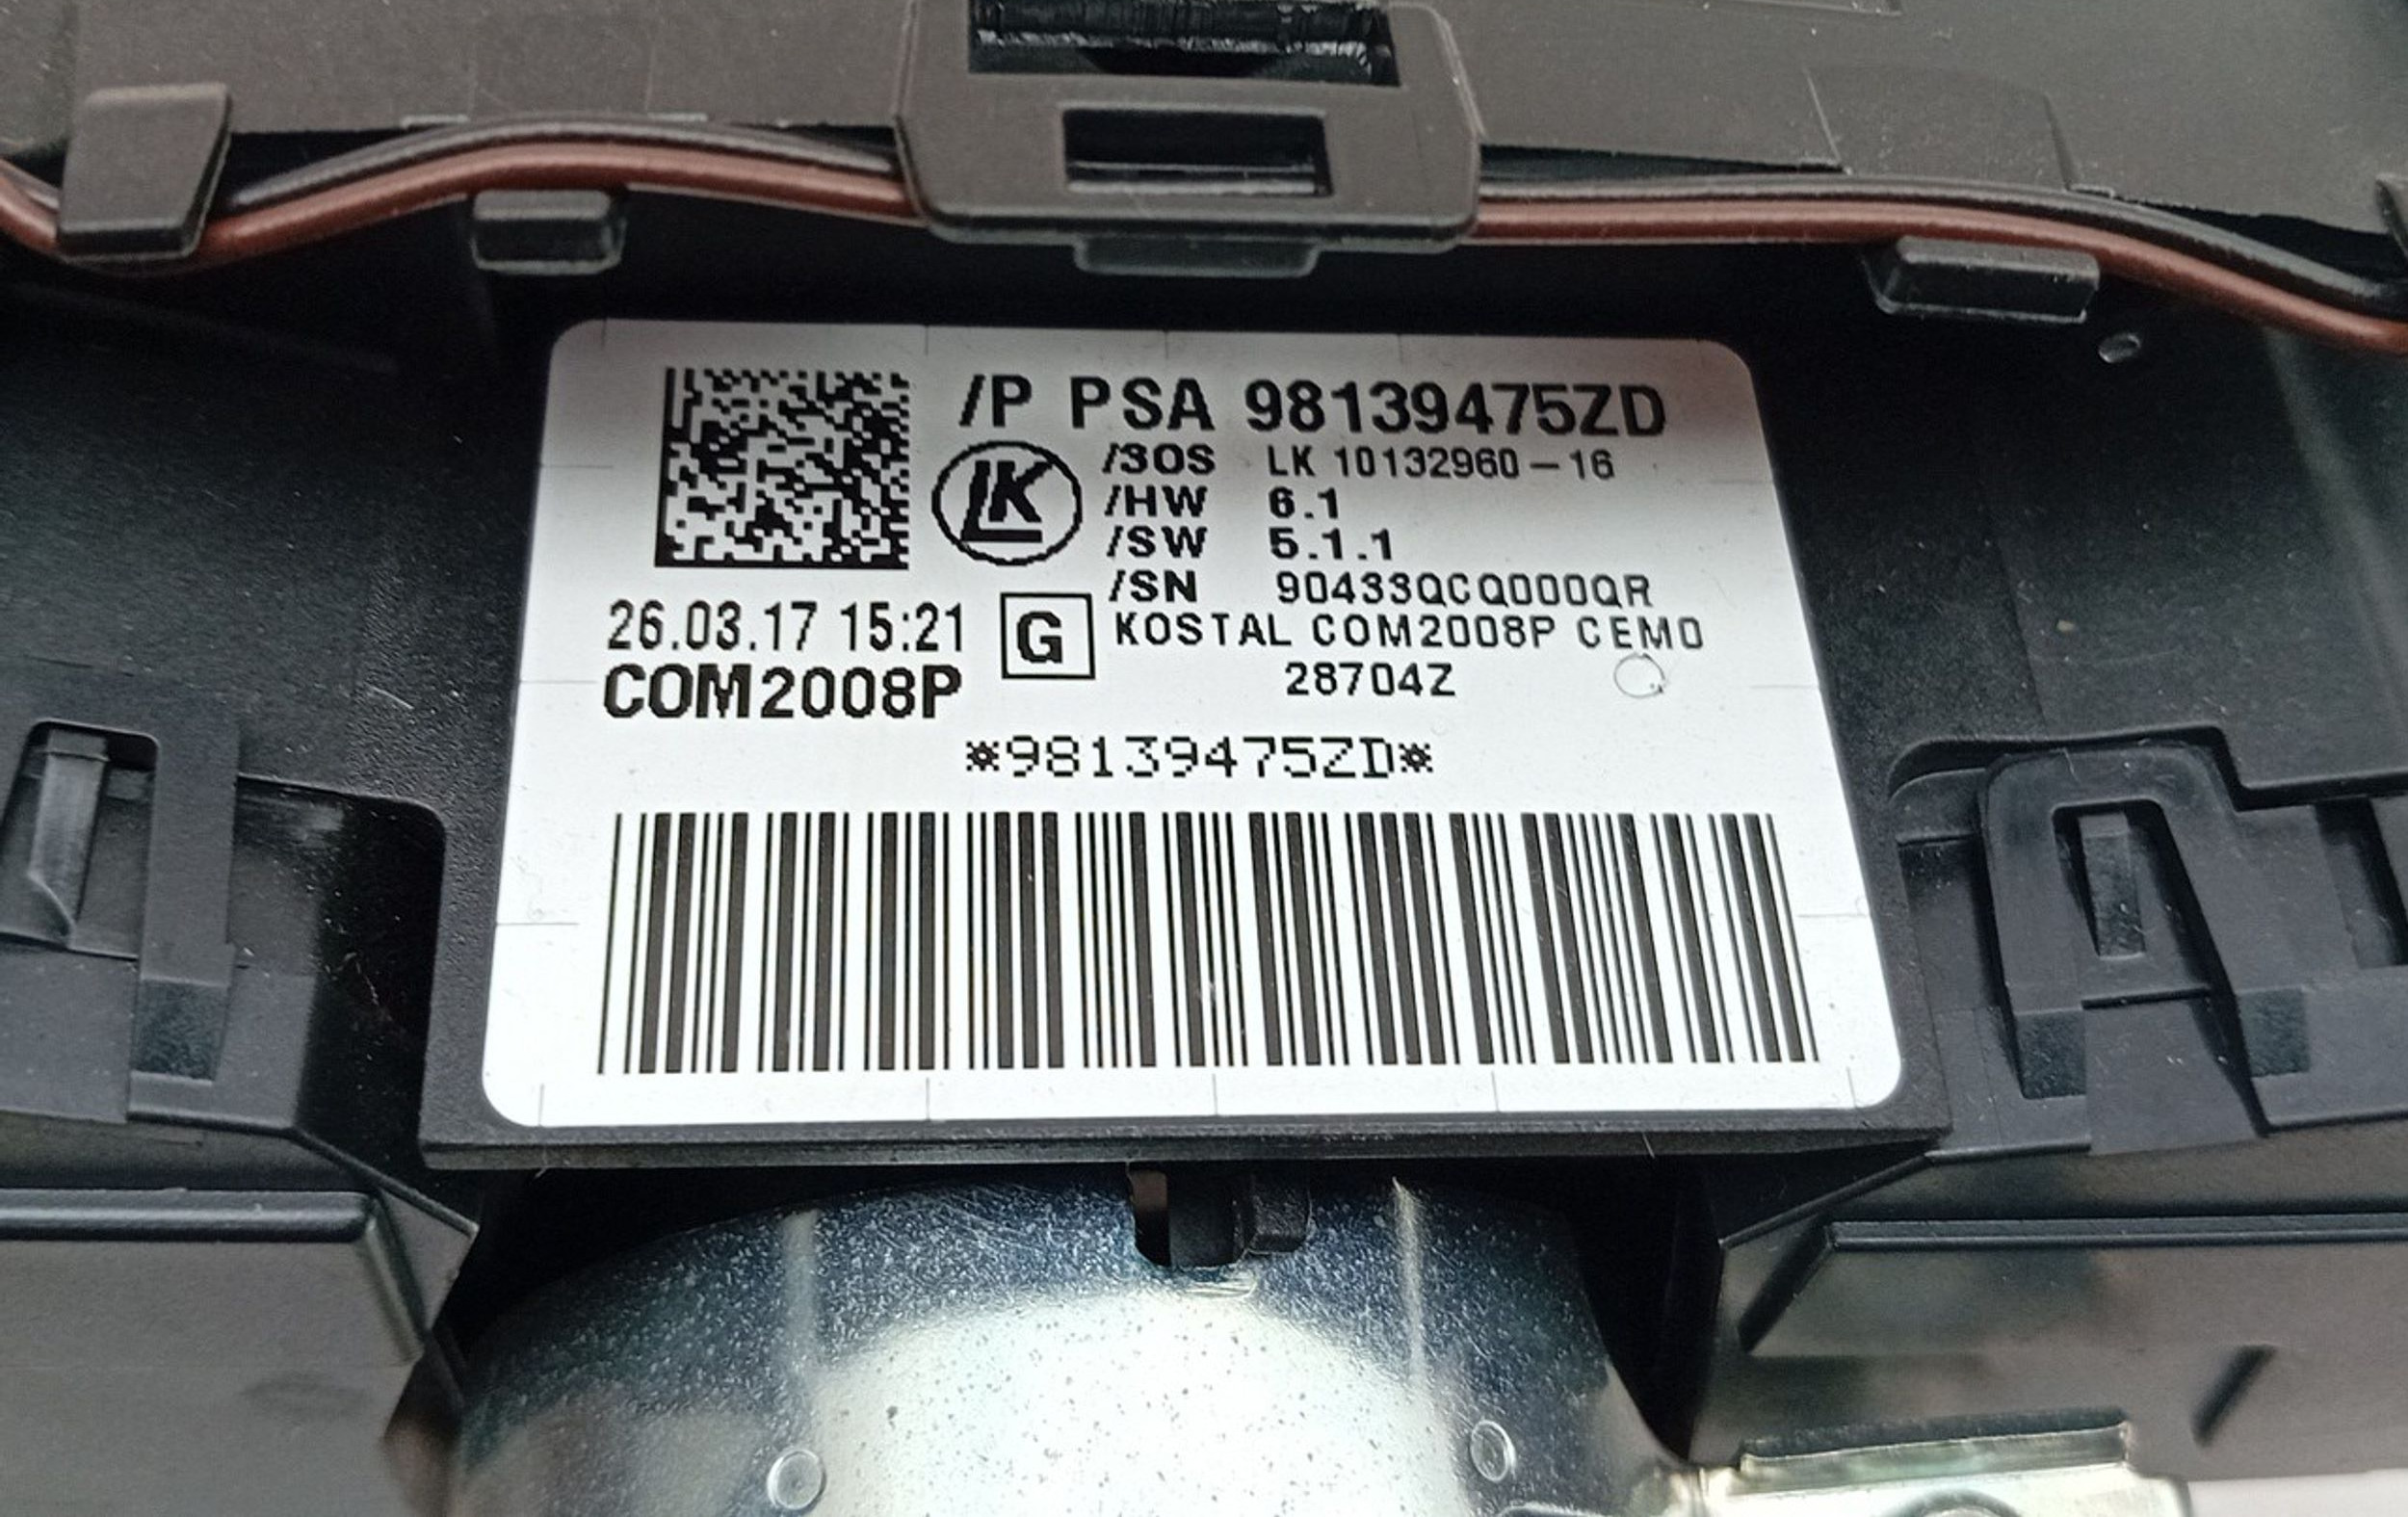 /P PSA 98139475ZD
LK
/3OS LK 10132960-16
/HW 6.1
/SW 5.1.1
/SN 90433QCQ000QR
26.03.17 15:21
G
KOSTAL COM2008P CEM0
COM2008P
28704Z
*98139475ZD*